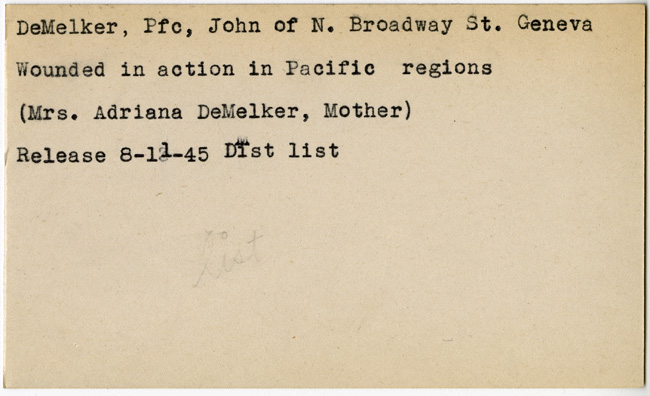 DeMelker, Pfc, John of N. Broadway St. Geneva
Wounded in action in Pacific regions
(Mrs. Adriana DeMelker, Mother)
Release 8-11-45 Dist list
list